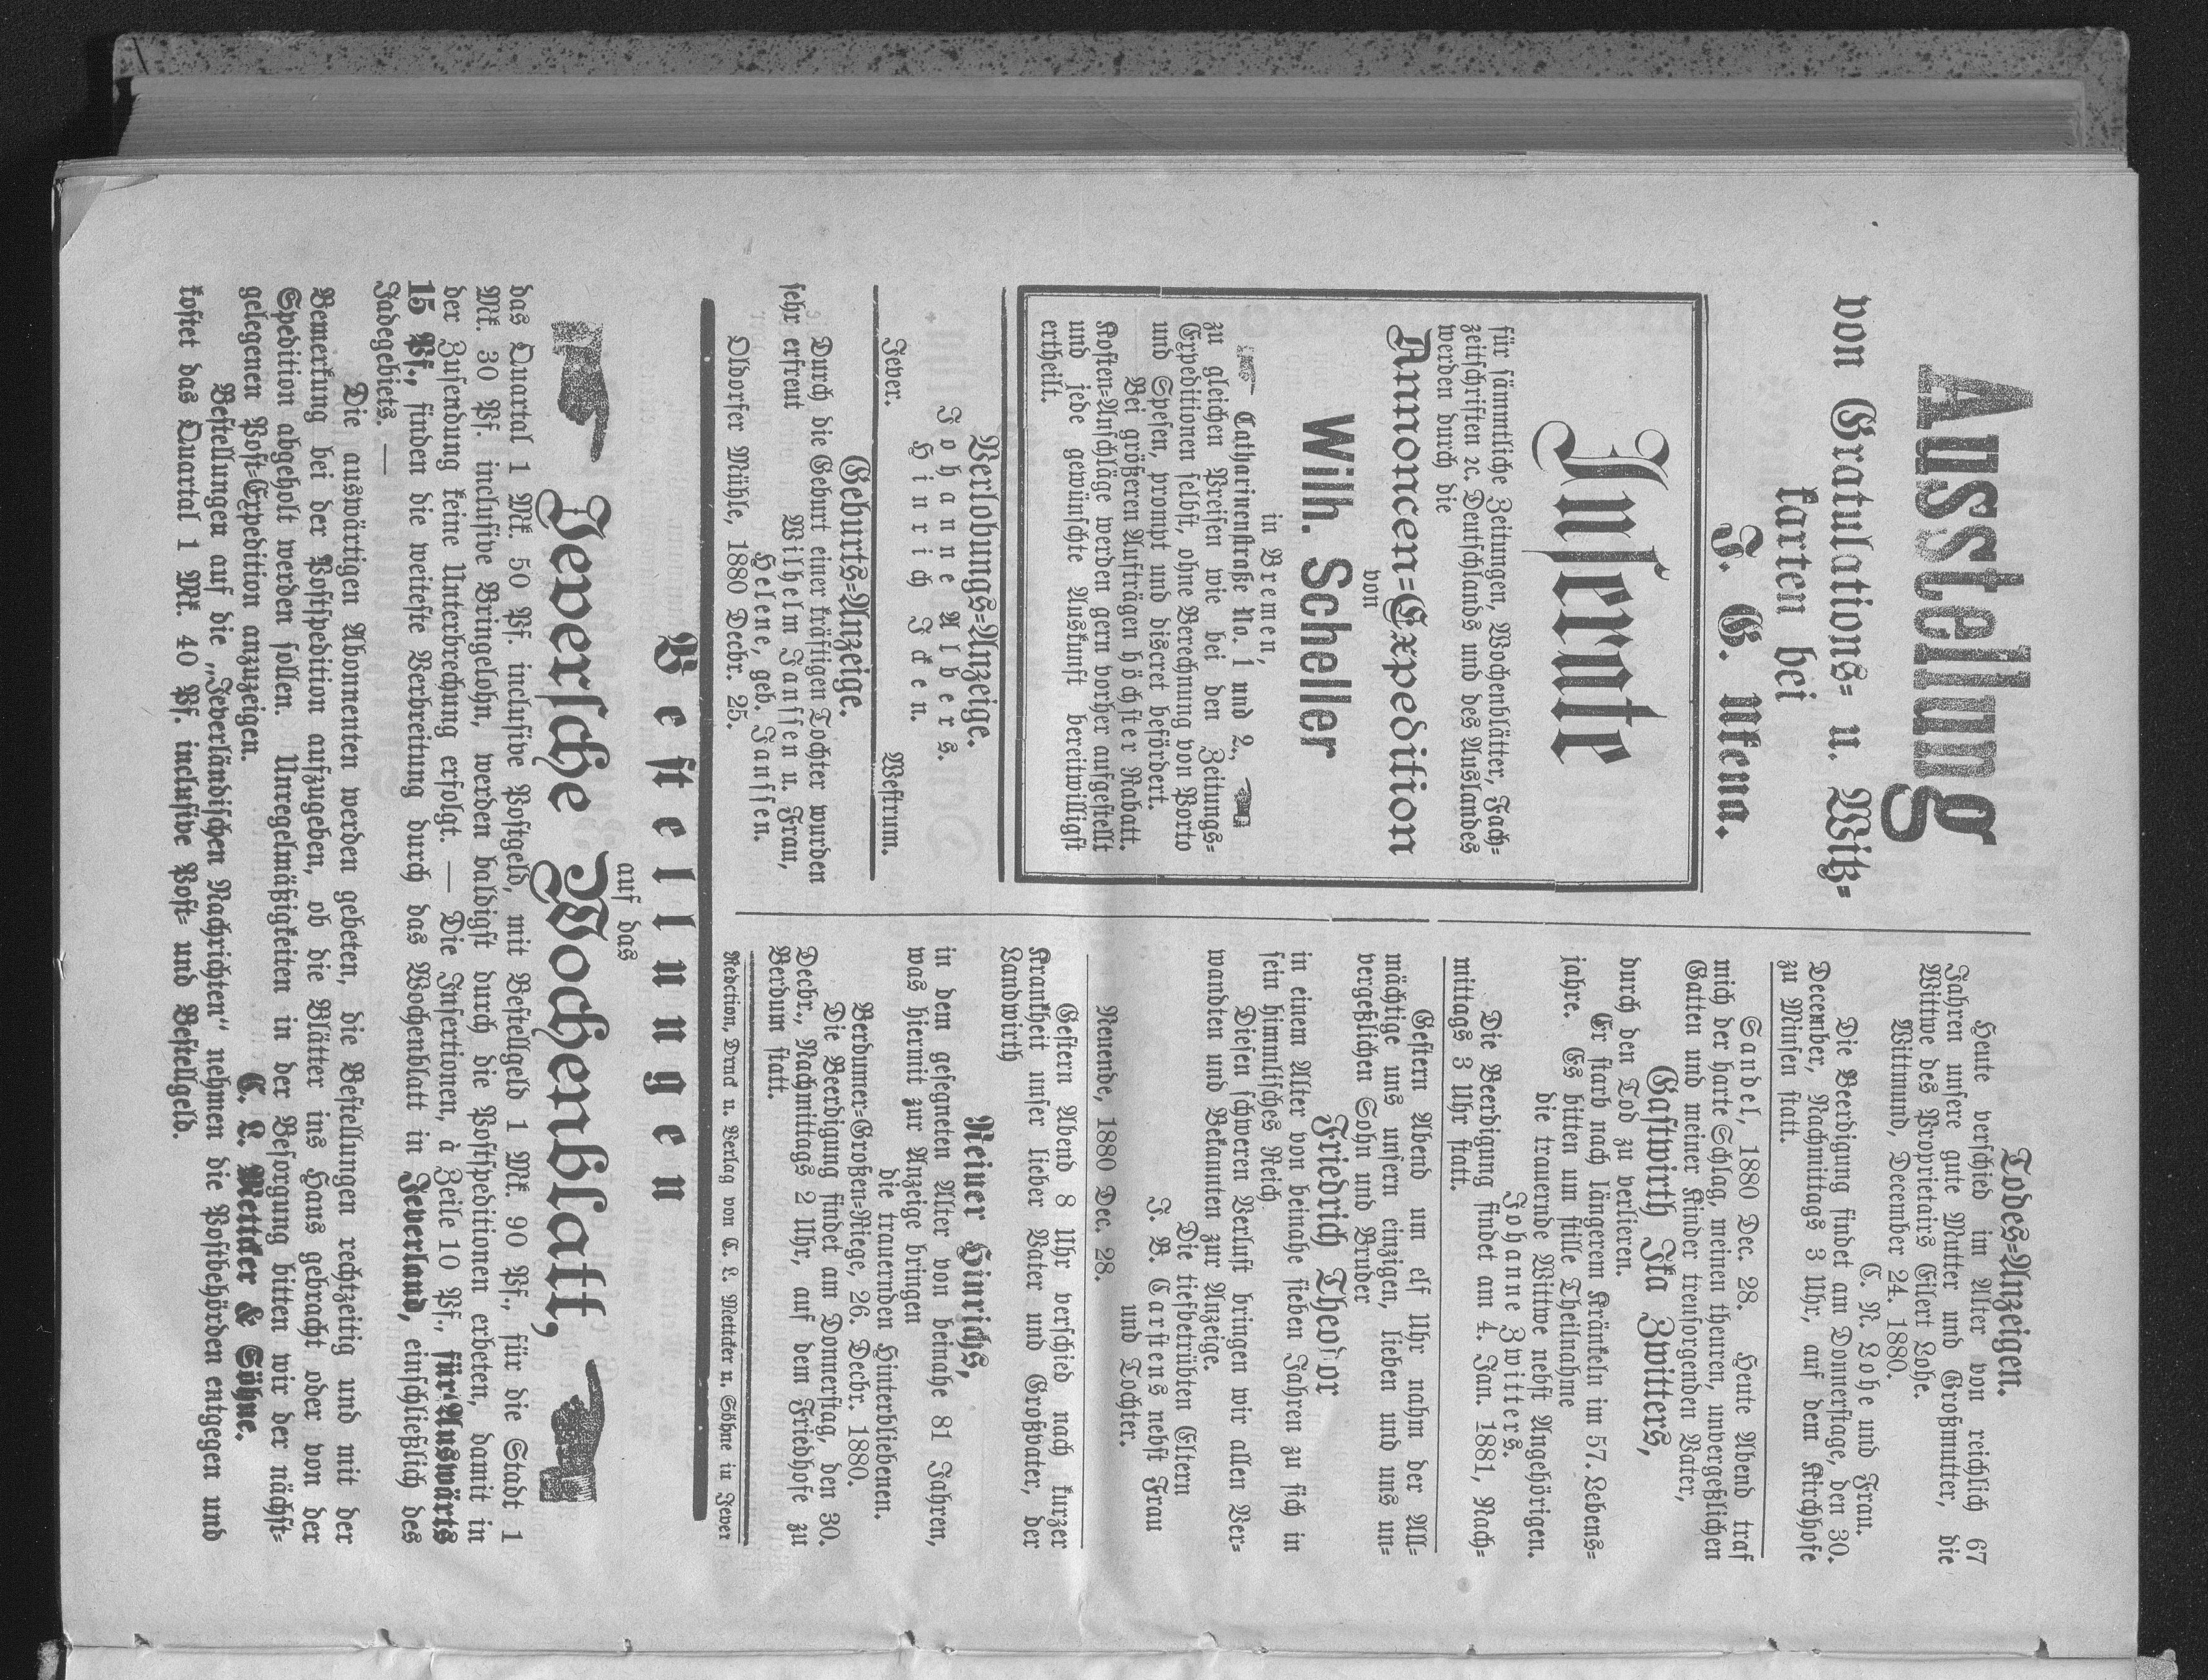 Ausstellung
von Gratulations- u. Witz-
karten bei
F. G. Ukena.
Inserate
für sämmtliche Zeitungen, Wochenblätter, Fach-
zeitschriften ꝛc. Deutschlands und des Auslandes
werden durch die
Annoncen-Expedition
von
Wilh. Scheller
in Bremen,
Catharinenstraße No. 1 und 2.,
zu gleichen Preisen wie bei den Zeitungs-
Expeditionen selbst, ohne Berechnung von Porto
und Spesen, prompt und discret befördert.
Bei größeren Aufträgen höchster Rabatt.
Kosten-Anschläge werden gern vorher aufgestellt
und jede gewünschte Auskunft bereitwilligst
ertheilt.
Verlobungs-Anzeige.
Johanne Albers.
Hinrich Icken.
Jever. Westrum.
Geburts-Anzeige.
Durch die Geburt einer kräftigen Tochter wurden
sehr erfreut Wilhelm Janssen u. Frau,
Helene, geb. Janssen.
Oldorfer Mühle, 1880 Decbr. 25.
Todes-Anzeigen.
Heute verschied im Alter von reichlich 67
Jahren unsere gute Mutter und Großmutter, die
Wittwe des Proprietairs Eilert Lohe.
Wittmund, December 24. 1880.
C. N. Lohe und Frau.
Die Beerdigung findet am Donnerstage, den 30.
December, Nachmittags 3 Uhr, auf dem Kirchhofe
zu Minsen statt.
Sandel, 1880 Dec. 28. Heute Abend traf
mich der harte Schlag, meinen theuren, unvergeßlichen
Gatten und meiner Kinder treusorgenden Vater,
Gastwirth Ika Zwitters,
durch den Tod zu verlieren.
Er starb nach längerem Kränkeln im 57. Lebens-
jahre. Es bitten um stille Theilnahme
die trauernde Wittwe nebst Angehörigen.
Johanne Zwitters.
Die Beerdigung findet am 4. Jan. 1881, Nach-
mittags 3 Uhr statt.
Gestern Abend um elf Uhr nahm der All-
mächtige uns unsern einzigen, lieben und uns un-
vergeßlichen Sohn und Bruder
Friedrich Theodor
in einem Alter von beinahe sieben Jahren zu sich in
sein himmlisches Reich.
Diesen schweren Verlust bringen wir allen Ver-
wandten und Bekannten zur Anzeige.
Die tiefbetrübten Eltern
J. B. Carstens nebst Frau
und Tochter.
Neuende, 1880 Dec. 28.
Gestern Abend 8 Uhr verschied nach kurzer
Krankheit unser lieber Vater und Großvater, der
Landwirth
Reiner Hinrichs,
in dem gesegneten Alter von beinahe 81 Jahren,
was hiermit zur Anzeige bringen
die trauernden Hinterbliebenen.
Berdumer-Großen-Riege, 26. Decbr. 1880.
Die Beerdigung findet am Donnerstag, den 30.
Decbr., Nachmittags 2 Uhr, auf dem Friedhofe zu
Berdum statt.
Redction, Druck u. Verlag von C. L. Mettcker u. Söhne in Jever
Bestellungen
auf das
Jeversche Wochenblatt,
das Quartal 1 Mk. 50 Pf. inclusive Postgeld, mit Bestellgeld 1 Mk. 90 Pf., für die Stadt 1
Mk. 30 Pf. inclusive Bringelohn, werden baldigst durch die Postspeditionen erbeten, damit in
der Zusendung keine Unterbrechung erfolgt. — Die Insertionen, à Zeile 10 Pf., für Auswärts
15 Pf., finden die weiteste Verbreitung durch das Wochenblatt in Jeverland, einschließlich des
Jadegebiets. —
Die auswärtigen Abonnenten werden gebeten, die Bestellungen rechtzeitig und mit der
Bemerkung bei der Postspedition aufzugeben, ob die Blätter ins Haus gebracht oder von der
Spedition abgeholt werden sollen. Unregelmäßigkeiten in der Besorgung bitten wir der nächst-
gelegenen Post-Expedition anzuzeigen. C. L. Mettcker & Söhne.
Bestellungen auf die „Jeverländischen Nachrichten“ nehmen die Postbehörden entgegen und
kostet das Quartal 1 Mk. 40 Pf. inclusive Post- und Bestellgeld.